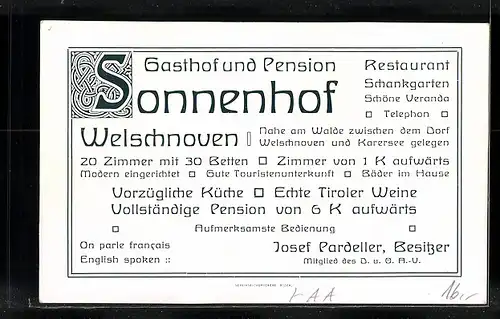 Gasthof und Pension
Sonnenhof
Restaurant
Schankgarten
Schöne Veranda
Telephon
Welschnoven
Nahe am Walde zwischen dem Dorf
Welschnoven und Karersee gelegen
20 Zimmer mit 30 Betten □ Zimmer von 1 K aufwärts
Modern eingerichtet □ Gute Touristenunterkunft □ Bäder im Hause
Vorzügliche Küche □ Echte Tiroler Weine
Vollständige Pension von 6 K aufwärts
Aufmerksamste Bedienung
On parle français
English spoken ::
Josef Pardeller, Besitzer
Mitglied des D. u. Ö. A.-V.
16,-